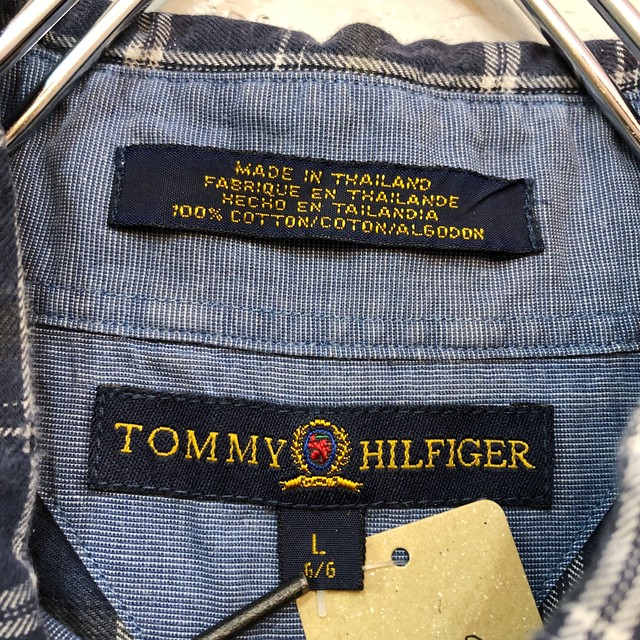 MADE IN THAILAND
FABRIQUE EN THAILANDE
HECHO EN TAILANDIA
100% COTTON/COTON/ALGODON
TOMMY HILFIGER
L
G/G